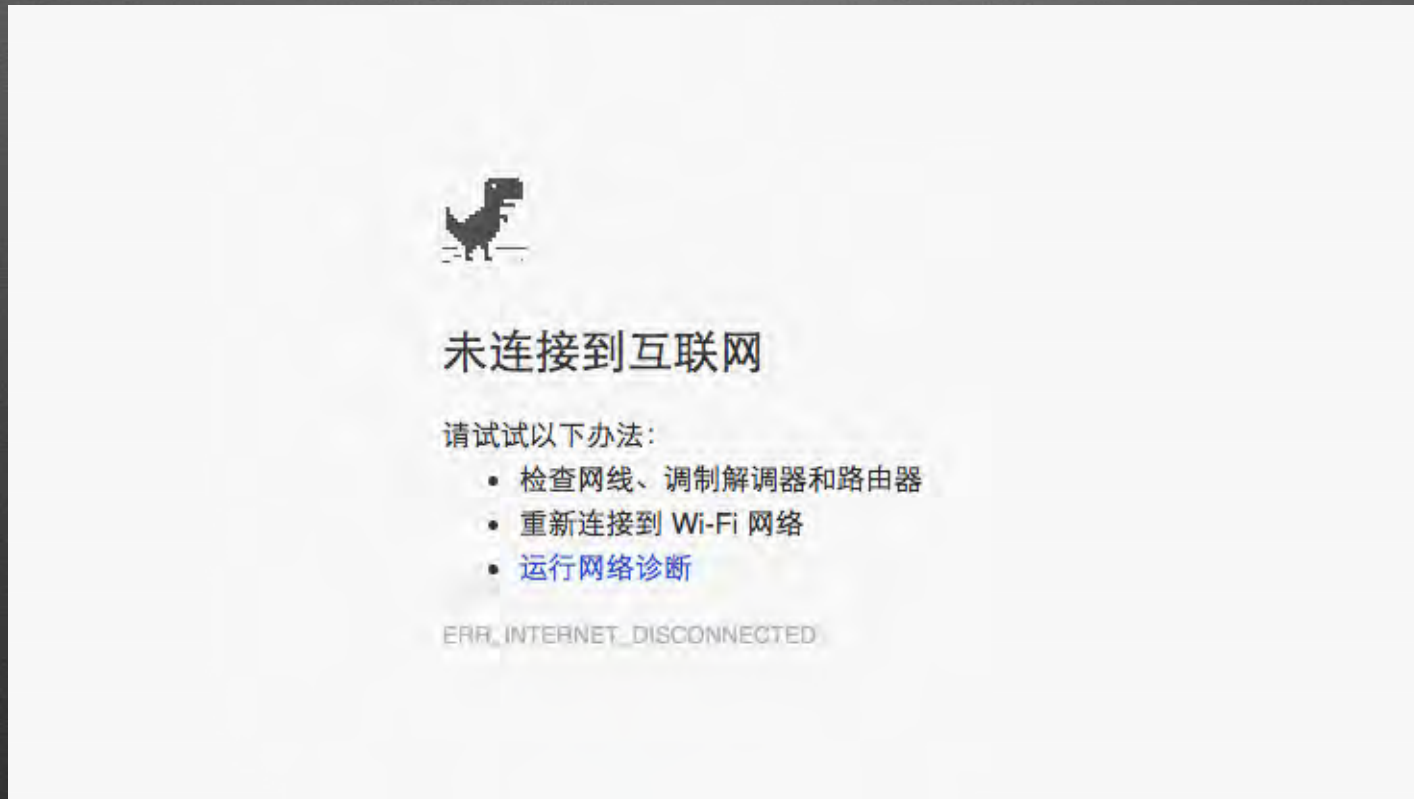 未连接到互联网
请试试以下办法：
• 检查网线、调制解调器和路由器
• 重新连接到 Wi-Fi 网络
• 运行网络诊断
ERR_INTERNET_DISCONNECTED